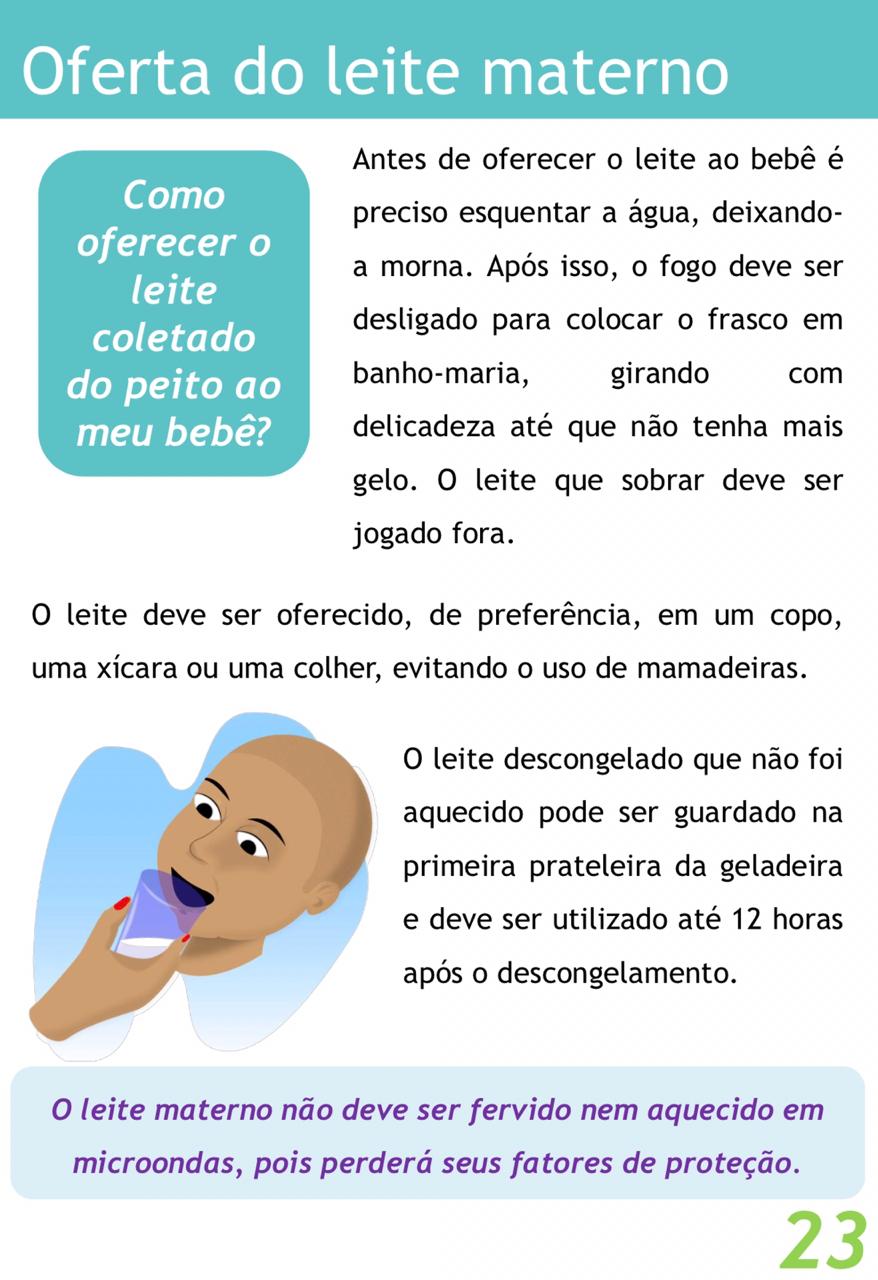 Oferta do leite materno
Como
oferecer o
leite
coletado
do peito ao
meu bebê?
Antes de oferecer o leite ao bebê é
preciso esquentar a água, deixando-
a morna. Após isso, o fogo deve ser
desligado para colocar o frasco em
banho-maria, girando com
delicadeza até que não tenha mais
gelo. O leite que sobrar deve ser
jogado fora.
O leite deve ser oferecido, de preferência, em um copo,
uma xícara ou uma colher, evitando o uso de mamadeiras.
O leite descongelado que não foi
aquecido pode ser guardado na
primeira prateleira da geladeira
e deve ser utilizado até 12 horas
após o descongelamento.
O leite materno não deve ser fervido nem aquecido em
microondas, pois perderá seus fatores de proteção.
23